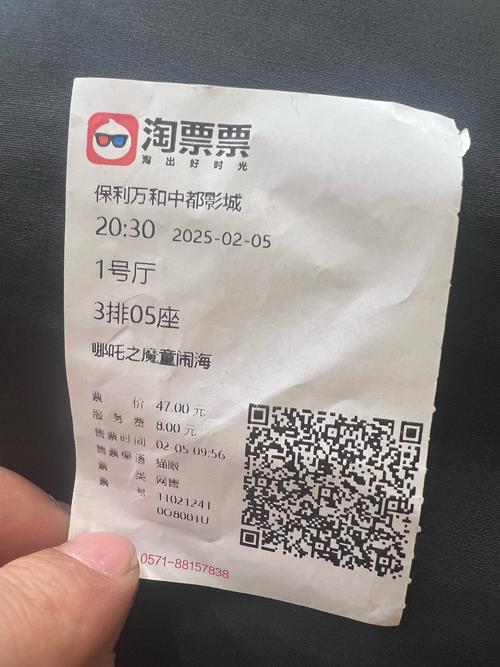 淘票票
淘出好时光
保利万和中都影城
20:30 2025-02-05
1号厅
3排05座
哪吒之魔童闹海
票价 47.00元
服务费 8.00元
售票时间 02-05 09:56
售票渠道 猫眼
票类 网售
票号 11021241
0O8001U
0571-88157838